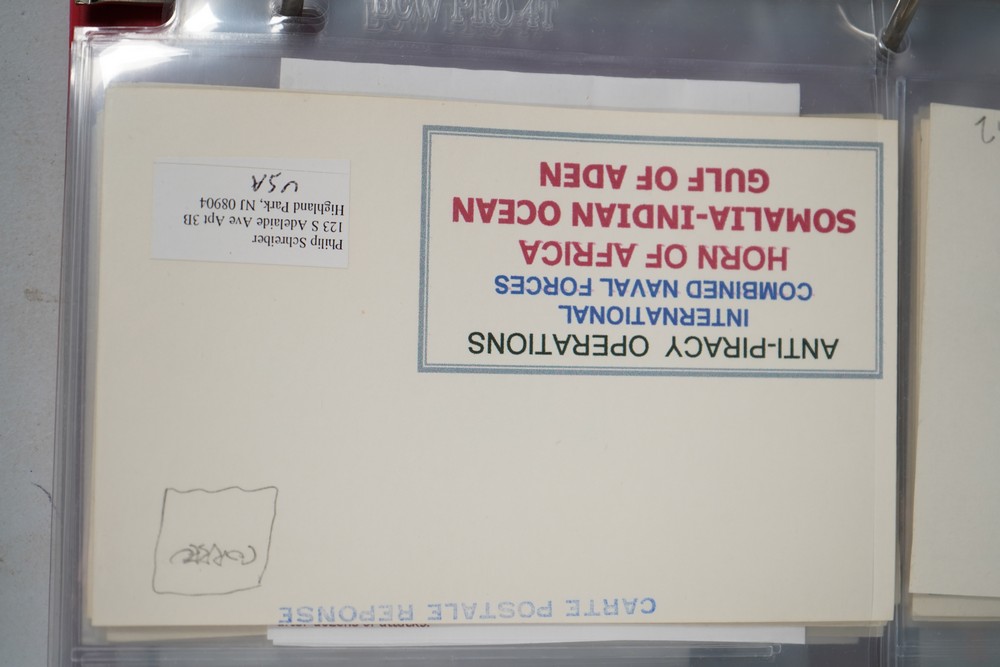 CARTE POSTALE REPONSE
ANTI-PIRACY OPERATIONS
INTERNATIONAL
COMBINED NAVAL FORCES
HORN OF AFRICA
SOMALIA-INDIAN OCEAN
GULF OF ADEN
Philip Schreiber
123 S Adelaide Ave Apt 3B
Highland Park, NJ 08904
USA